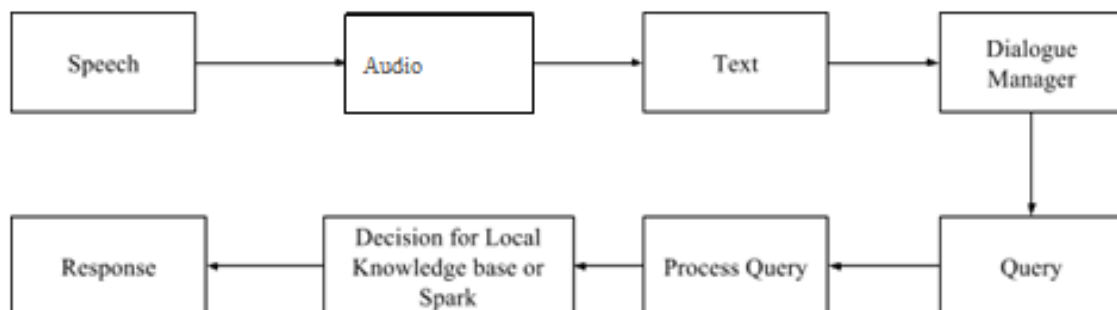 Speech
Audio
Text
Dialogue
Manager
Response
Decision for Local
Knowledge base or
Spark
Process Query
Query